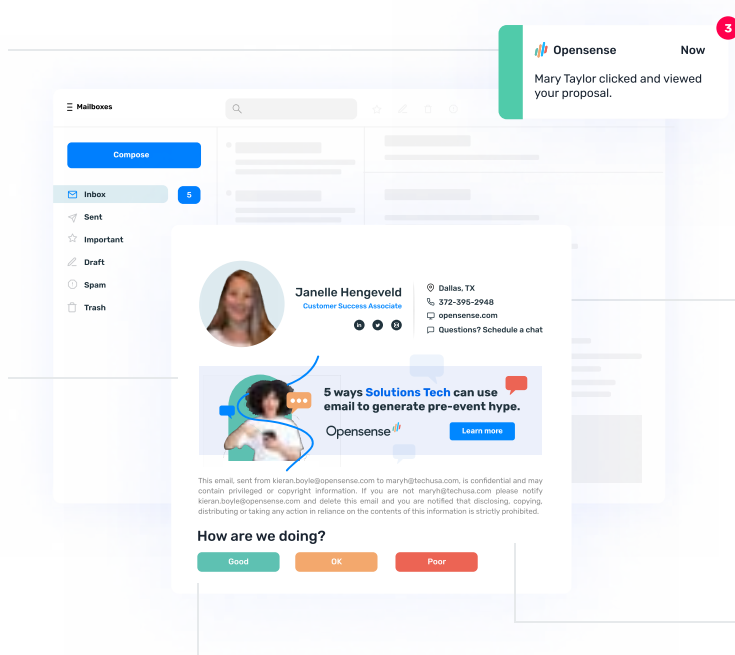 3
Opensense
Now
Mary Taylor clicked and viewed
your proposal.
Mailboxes
Compose
Inbox
5
Sent
Important
Draft
Spam
Trash
Janelle Hengeveld
Customer Success Associate
in
Dallas, TX
372-395-2948
opensense.com
Questions? Schedule a chat
5 ways Solutions Tech can use
email to generate pre-event hype.
Opensense
Learn more
This email, sent from kieran.boyle@opensense.com to maryh@techusa.com, is confidential and may
contain privileged or copyright information. If you are not maryh@techusa.com please notify
kieran.boyle@opensense.com and delete this email and you are notified that disclosing, copying,
distributing or taking any action in reliance on the contents of this information is strictly prohibited.
How are we doing?
Good
OK
Poor